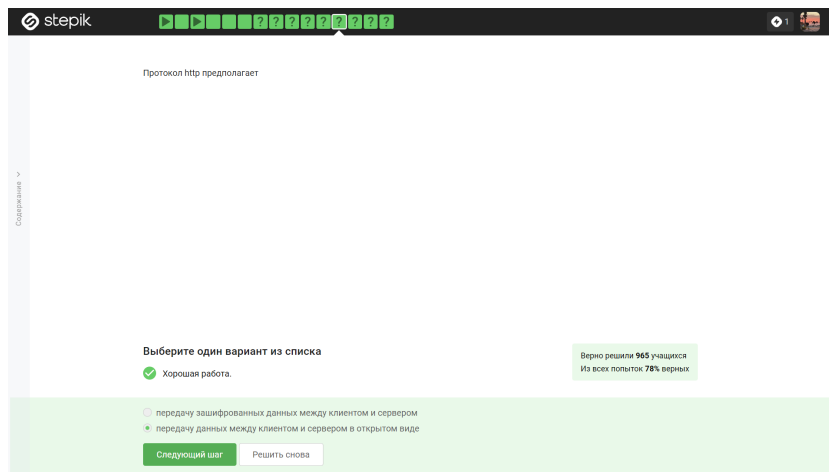 stepik
? ? ? ? ? ? ? ? ?
1
Содержание
Протокол http предполагает
Выберите один вариант из списка
Хорошая работа.
Верно решили 965 учащихся
Из всех попыток 78% верных
передачу зашифрованных данных между клиентом и сервером
передачу данных между клиентом и сервером в открытом виде
Следующий шаг
Решить снова